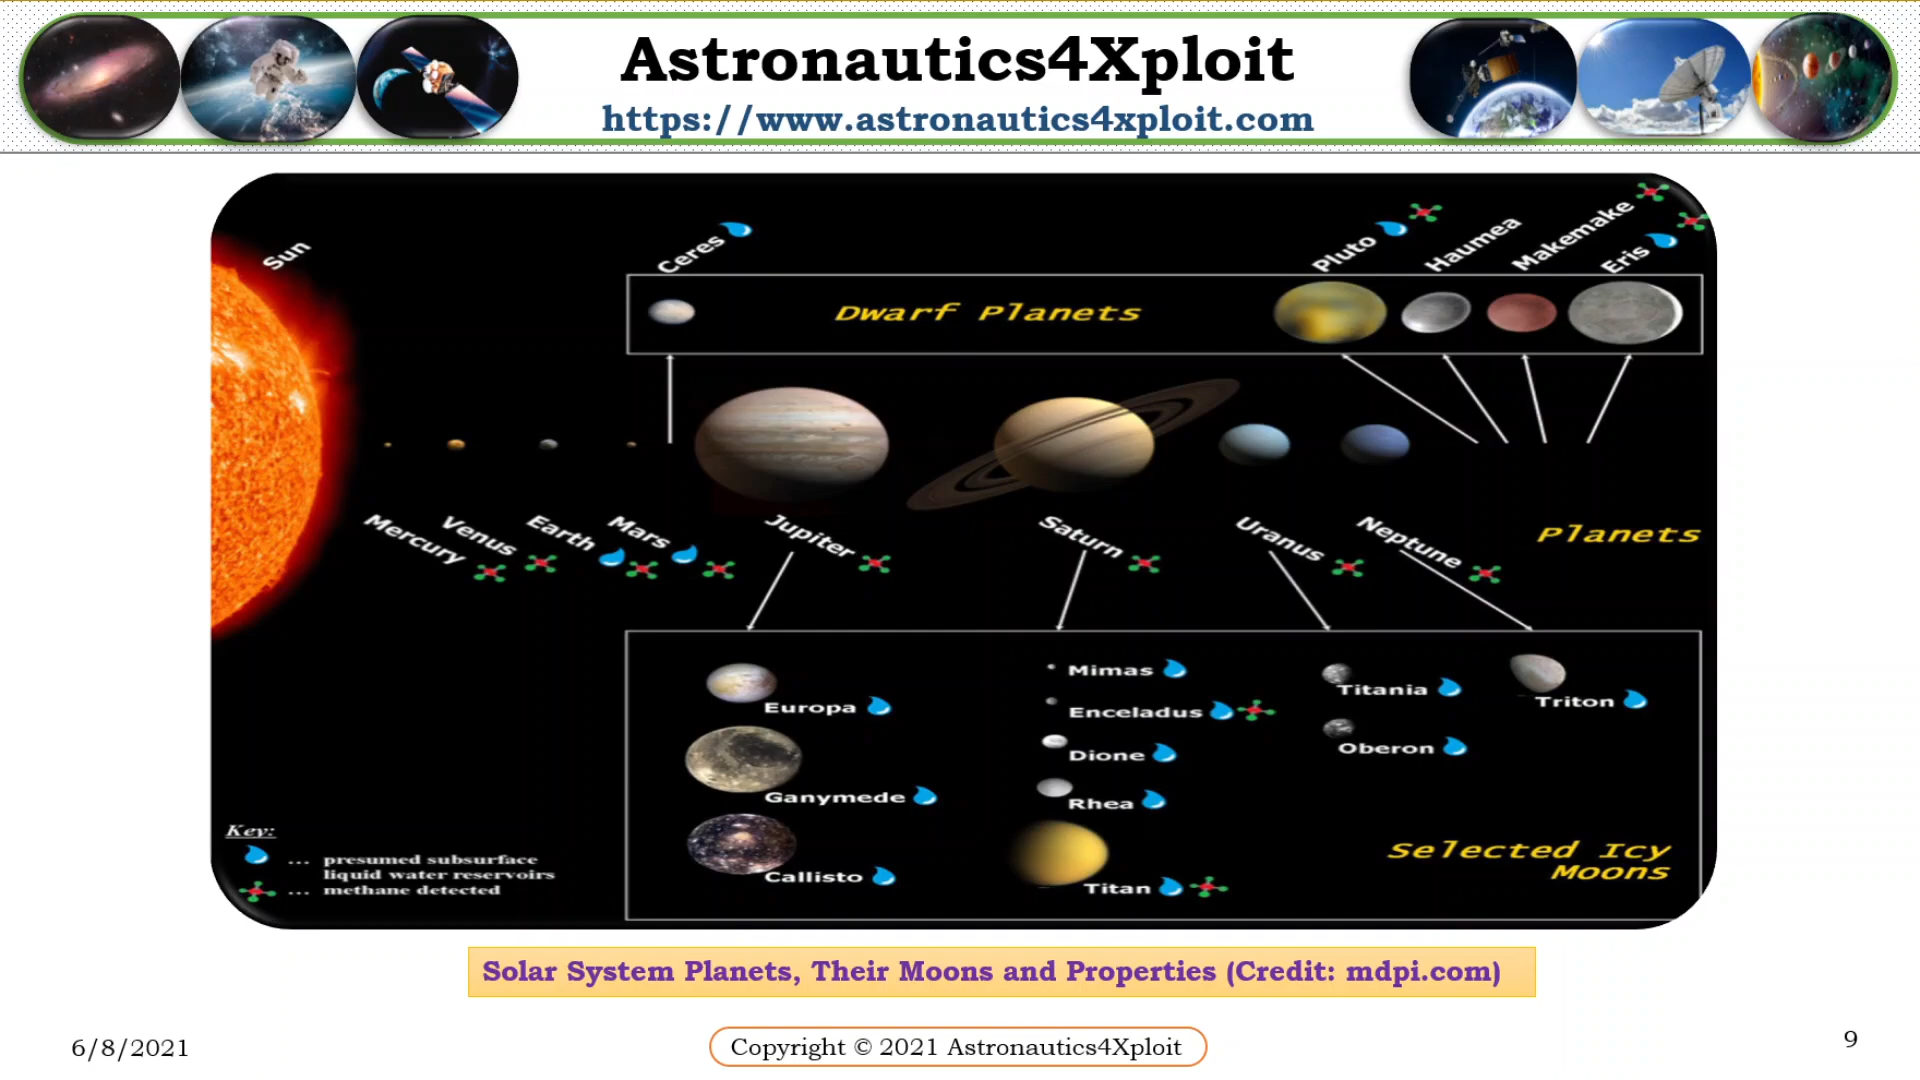 Astronautics4Xploit
https://www.astronautics4xploit.com
Sun
Ceres
Pluto
Haumea
Makemake
Eris
Dwarf Planets
Mercury
Venus
Earth
Mars
Jupiter
Saturn
Uranus
Neptune
Planets
Europa
Ganymede
Callisto
Mimas
Enceladus
Dione
Rhea
Titan
Titania
Oberon
Triton
Selected Icy
Moons
Key:
... presumed subsurface
liquid water reservoirs
... methane detected
Solar System Planets, Their Moons and Properties (Credit: mdpi.com)
6/8/2021
Copyright © 2021 Astronautics4Xploit
9